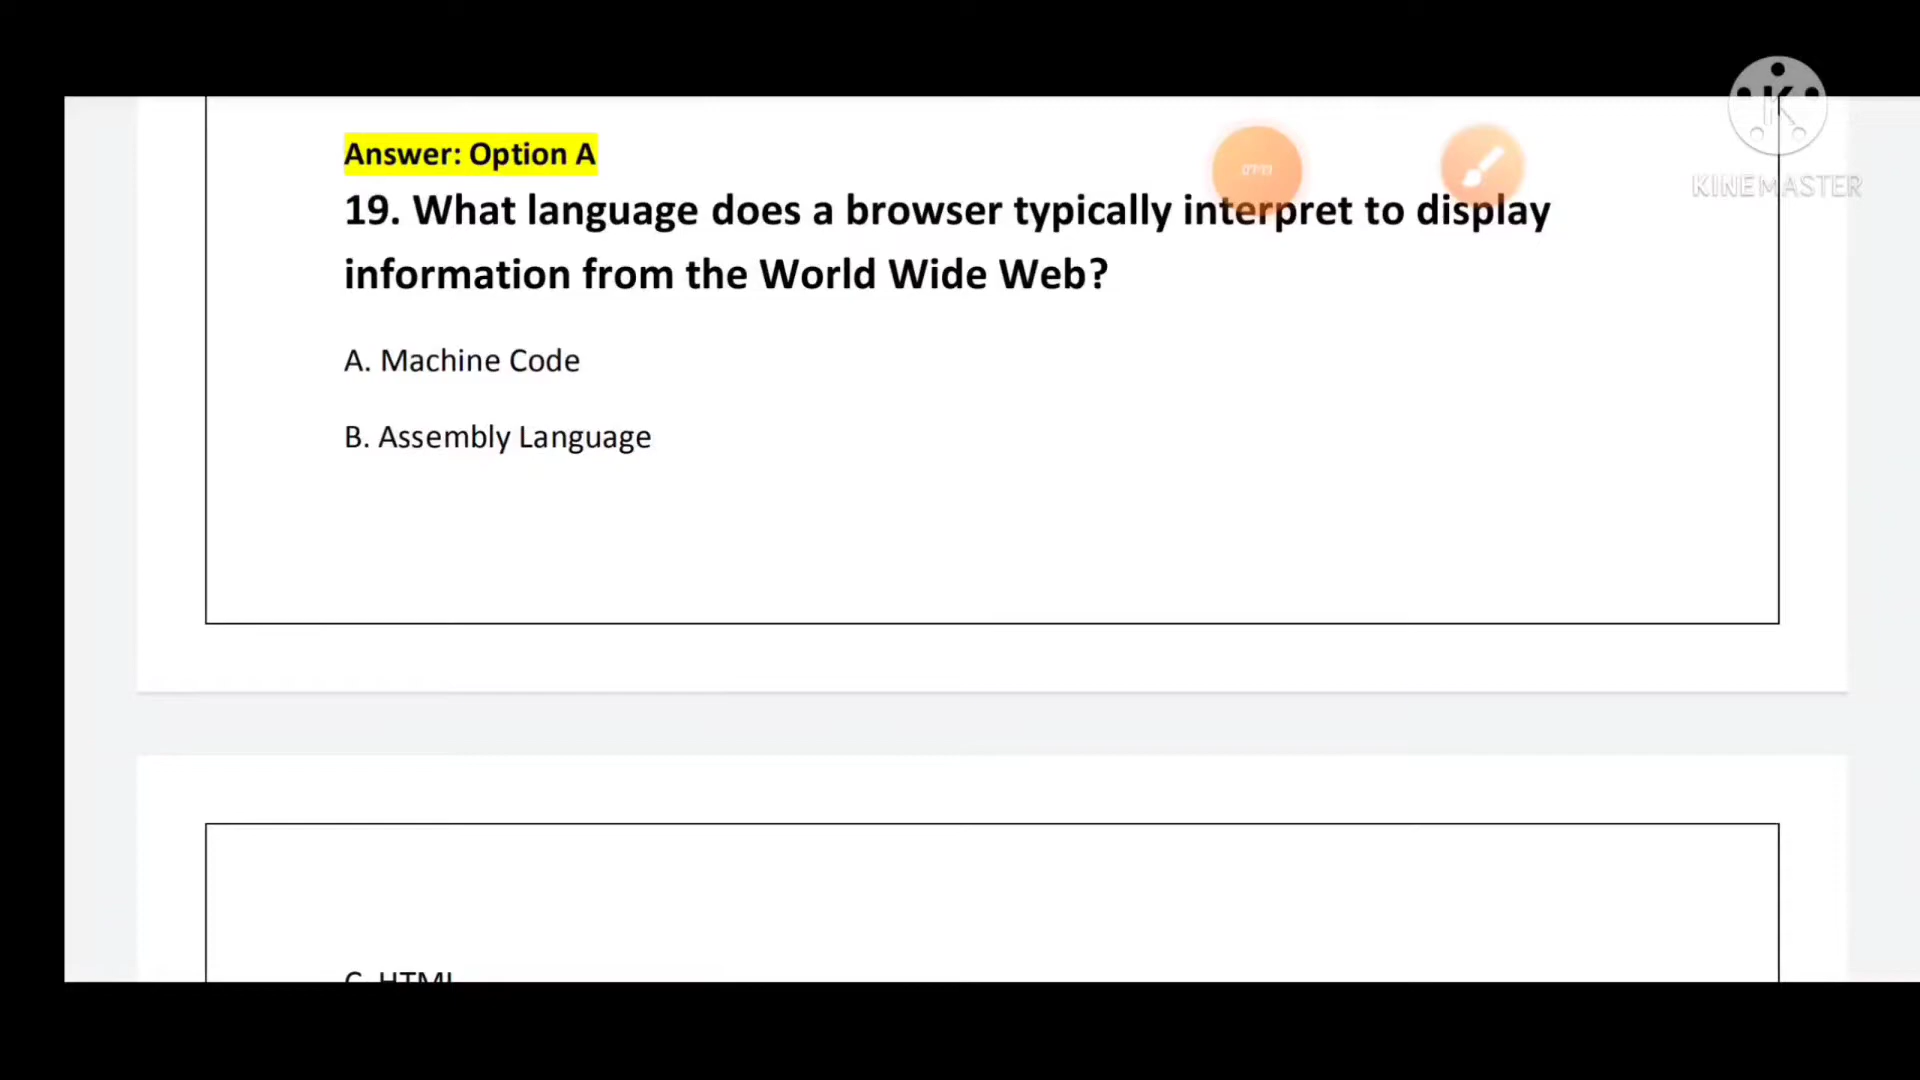 Answer: Option A
19. What language does a browser typically interpret to display
information from the World Wide Web?
A. Machine Code
B. Assembly Language
C. HTML
K
KINEMASTER